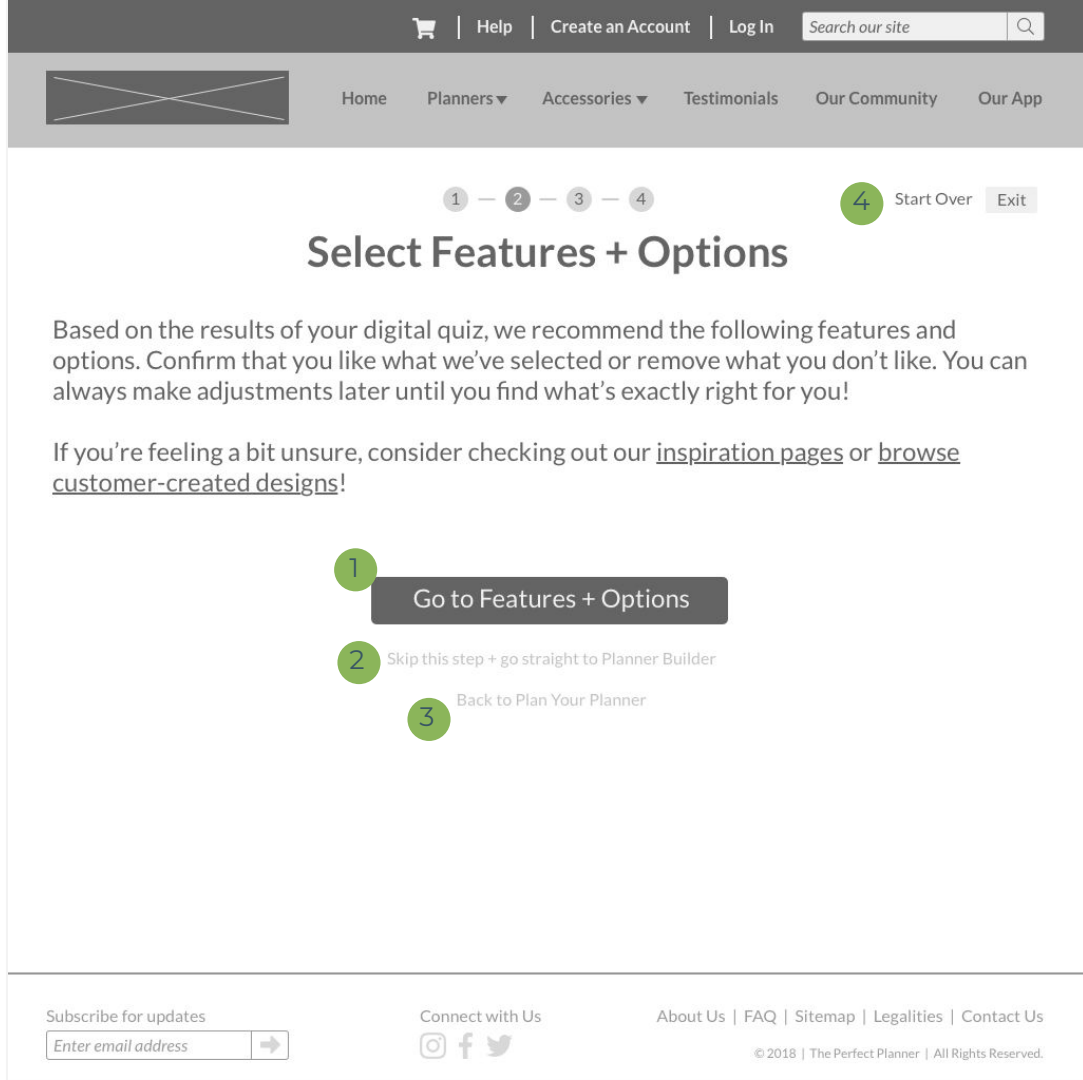 Help | Create an Account | Log In Search our site
Home Planners ▾ Accessories ▾ Testimonials Our Community Our App
1 — 2 — 3 — 4
4 Start Over Exit
Select Features + Options
Based on the results of your digital quiz, we recommend the following features and
options. Confirm that you like what we’ve selected or remove what you don’t like. You can
always make adjustments later until you find what’s exactly right for you!
If you’re feeling a bit unsure, consider checking out our inspiration pages or browse
customer-created designs!
1 Go to Features + Options
2 Skip this step + go straight to Planner Builder
3 Back to Plan Your Planner
Subscribe for updates
Enter email address
Connect with Us
About Us | FAQ | Sitemap | Legalities | Contact Us
© 2018 | The Perfect Planner | All Rights Reserved.